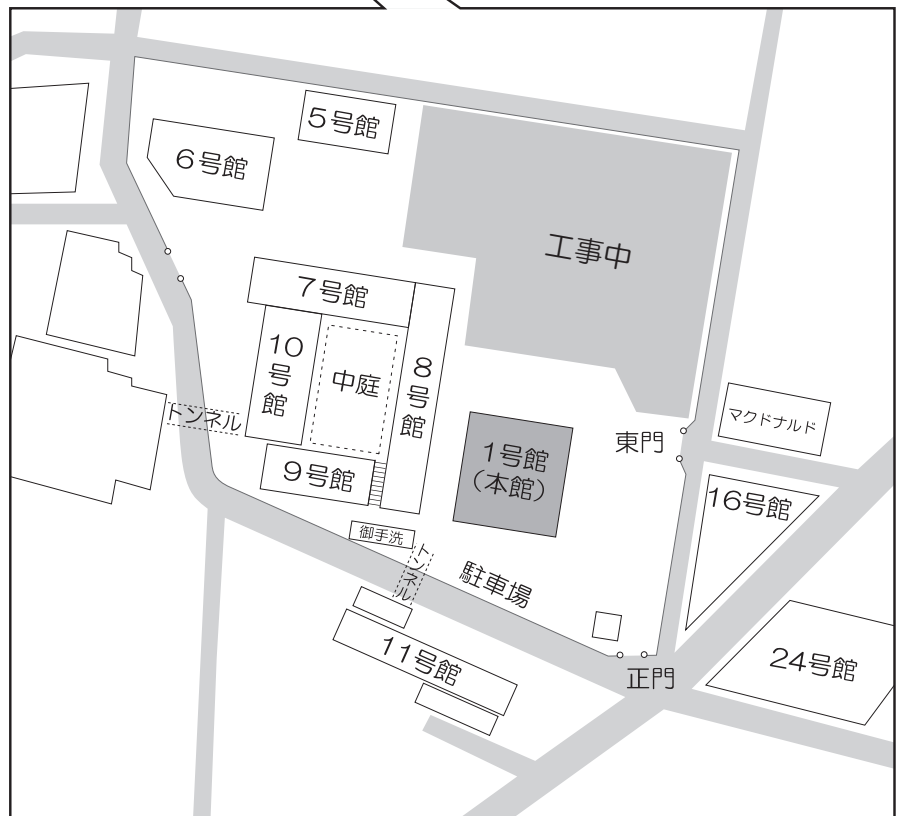 5号館
6号館
工事中
7号館
10
号
館
中庭
8
号
館
トンネル
マクドナルド
東門
1号館
(本館)
9号館
16号館
御手洗
トンネル
駐車場
11号館
24号館
正門